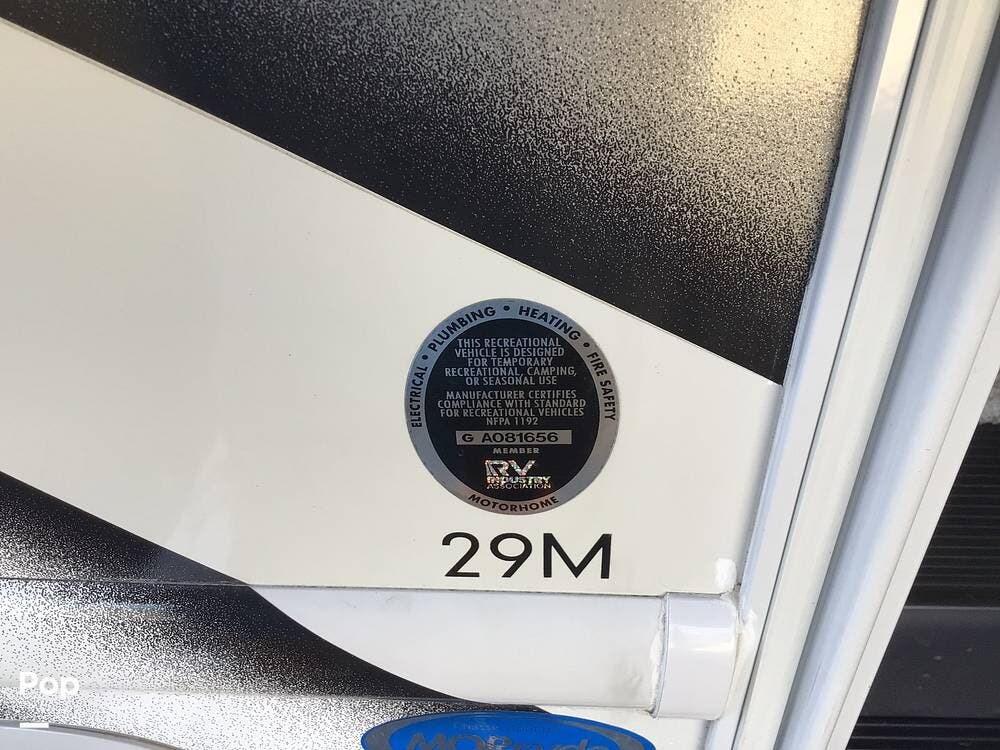 ELECTRICAL • PLUMBING • HEATING • FIRE SAFETY
THIS RECREATIONAL
VEHICLE IS DESIGNED
FOR TEMPORARY
RECREATIONAL, CAMPING,
OR SEASONAL USE
MANUFACTURER CERTIFIES
COMPLIANCE WITH STANDARD
FOR RECREATIONAL VEHICLES
NFPA 1192
G A081656
MEMBER
RV
INDUSTRY
ASSOCIATION
MOTORHOME
29M
Pop